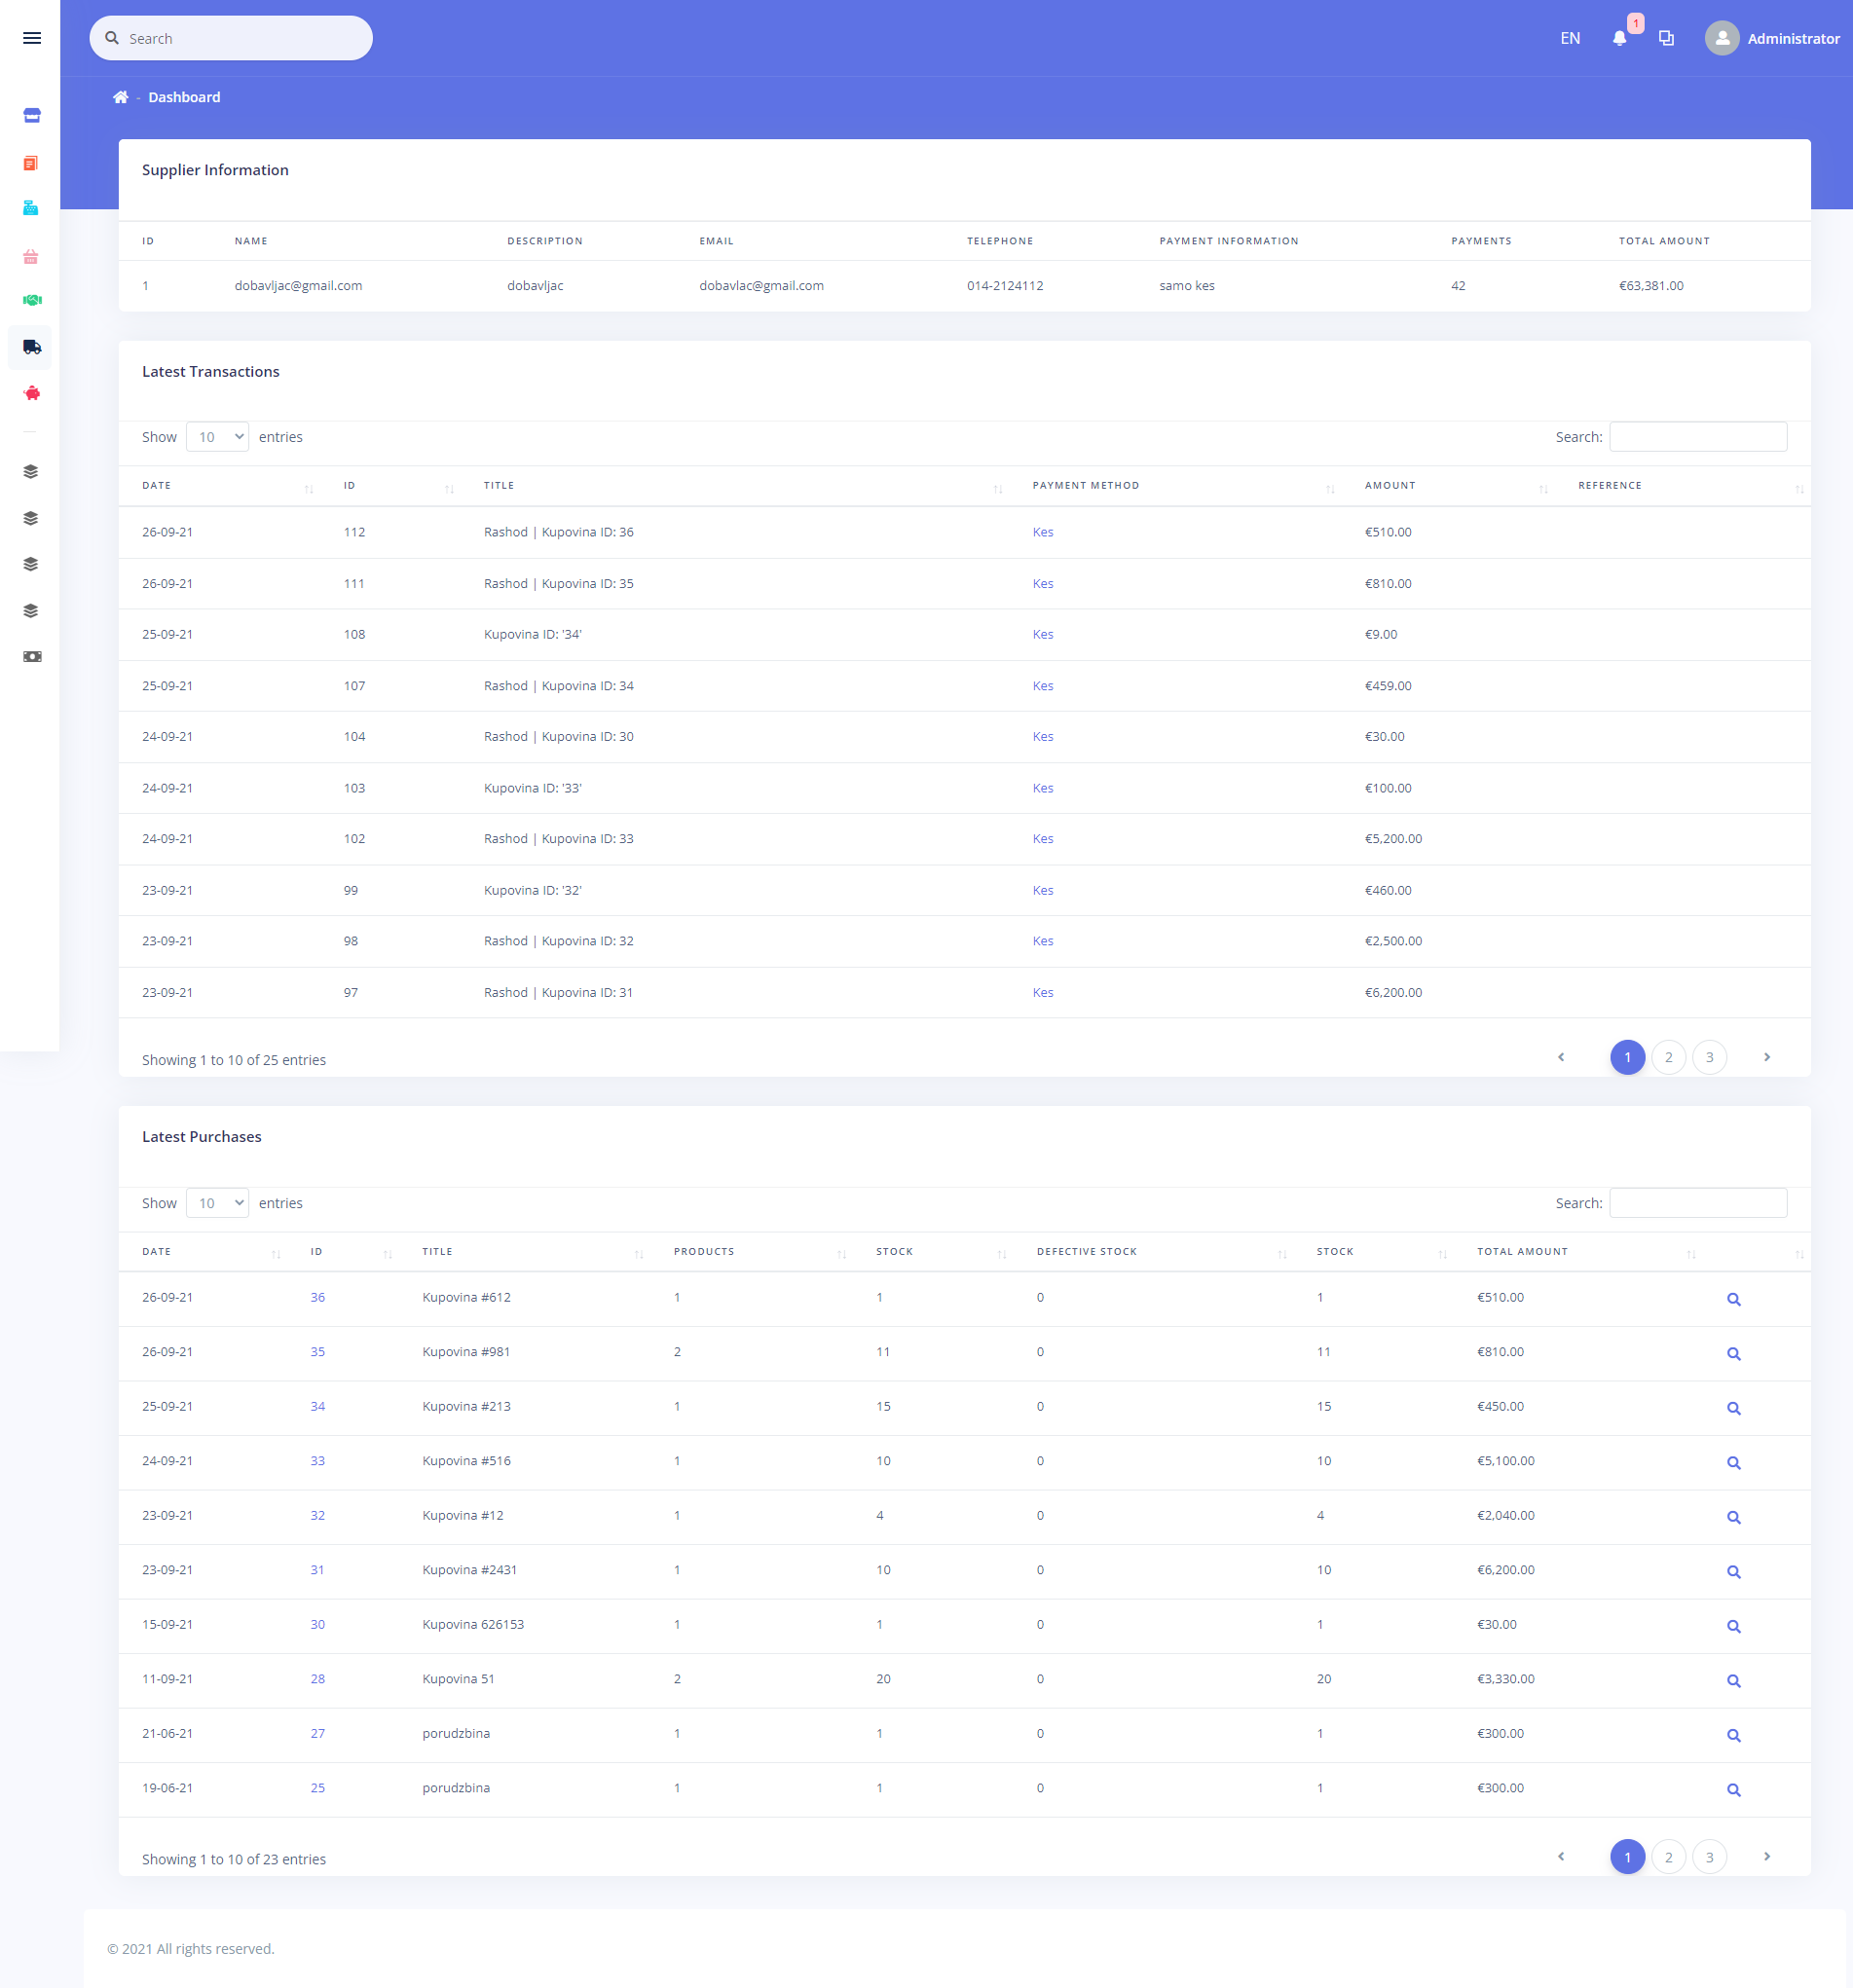 Search
EN 1 Administrator
- Dashboard
Supplier Information
ID NAME DESCRIPTION EMAIL TELEPHONE PAYMENT INFORMATION PAYMENTS TOTAL AMOUNT
1 dobavljac@gmail.com dobavljac dobavlac@gmail.com 014-2124112 samo kes 42 €63,381.00
Latest Transactions
Show 10 entries Search:
DATE ID TITLE PAYMENT METHOD AMOUNT REFERENCE
26-09-21 112 Rashod | Kupovina ID: 36 Kes €510.00
26-09-21 111 Rashod | Kupovina ID: 35 Kes €810.00
25-09-21 108 Kupovina ID: '34' Kes €9.00
25-09-21 107 Rashod | Kupovina ID: 34 Kes €459.00
24-09-21 104 Rashod | Kupovina ID: 30 Kes €30.00
24-09-21 103 Kupovina ID: '33' Kes €100.00
24-09-21 102 Rashod | Kupovina ID: 33 Kes €5,200.00
23-09-21 99 Kupovina ID: '32' Kes €460.00
23-09-21 98 Rashod | Kupovina ID: 32 Kes €2,500.00
23-09-21 97 Rashod | Kupovina ID: 31 Kes €6,200.00
Showing 1 to 10 of 25 entries 1 2 3
Latest Purchases
Show 10 entries Search:
DATE ID TITLE PRODUCTS STOCK DEFECTIVE STOCK STOCK TOTAL AMOUNT
26-09-21 36 Kupovina #612 1 1 0 1 €510.00
26-09-21 35 Kupovina #981 2 11 0 11 €810.00
25-09-21 34 Kupovina #213 1 15 0 15 €450.00
24-09-21 33 Kupovina #516 1 10 0 10 €5,100.00
23-09-21 32 Kupovina #12 1 4 0 4 €2,040.00
23-09-21 31 Kupovina #2431 1 10 0 10 €6,200.00
15-09-21 30 Kupovina 626153 1 1 0 1 €30.00
11-09-21 28 Kupovina 51 2 20 0 20 €3,330.00
21-06-21 27 porudzbina 1 1 0 1 €300.00
19-06-21 25 porudzbina 1 1 0 1 €300.00
Showing 1 to 10 of 23 entries 1 2 3
© 2021 All rights reserved.